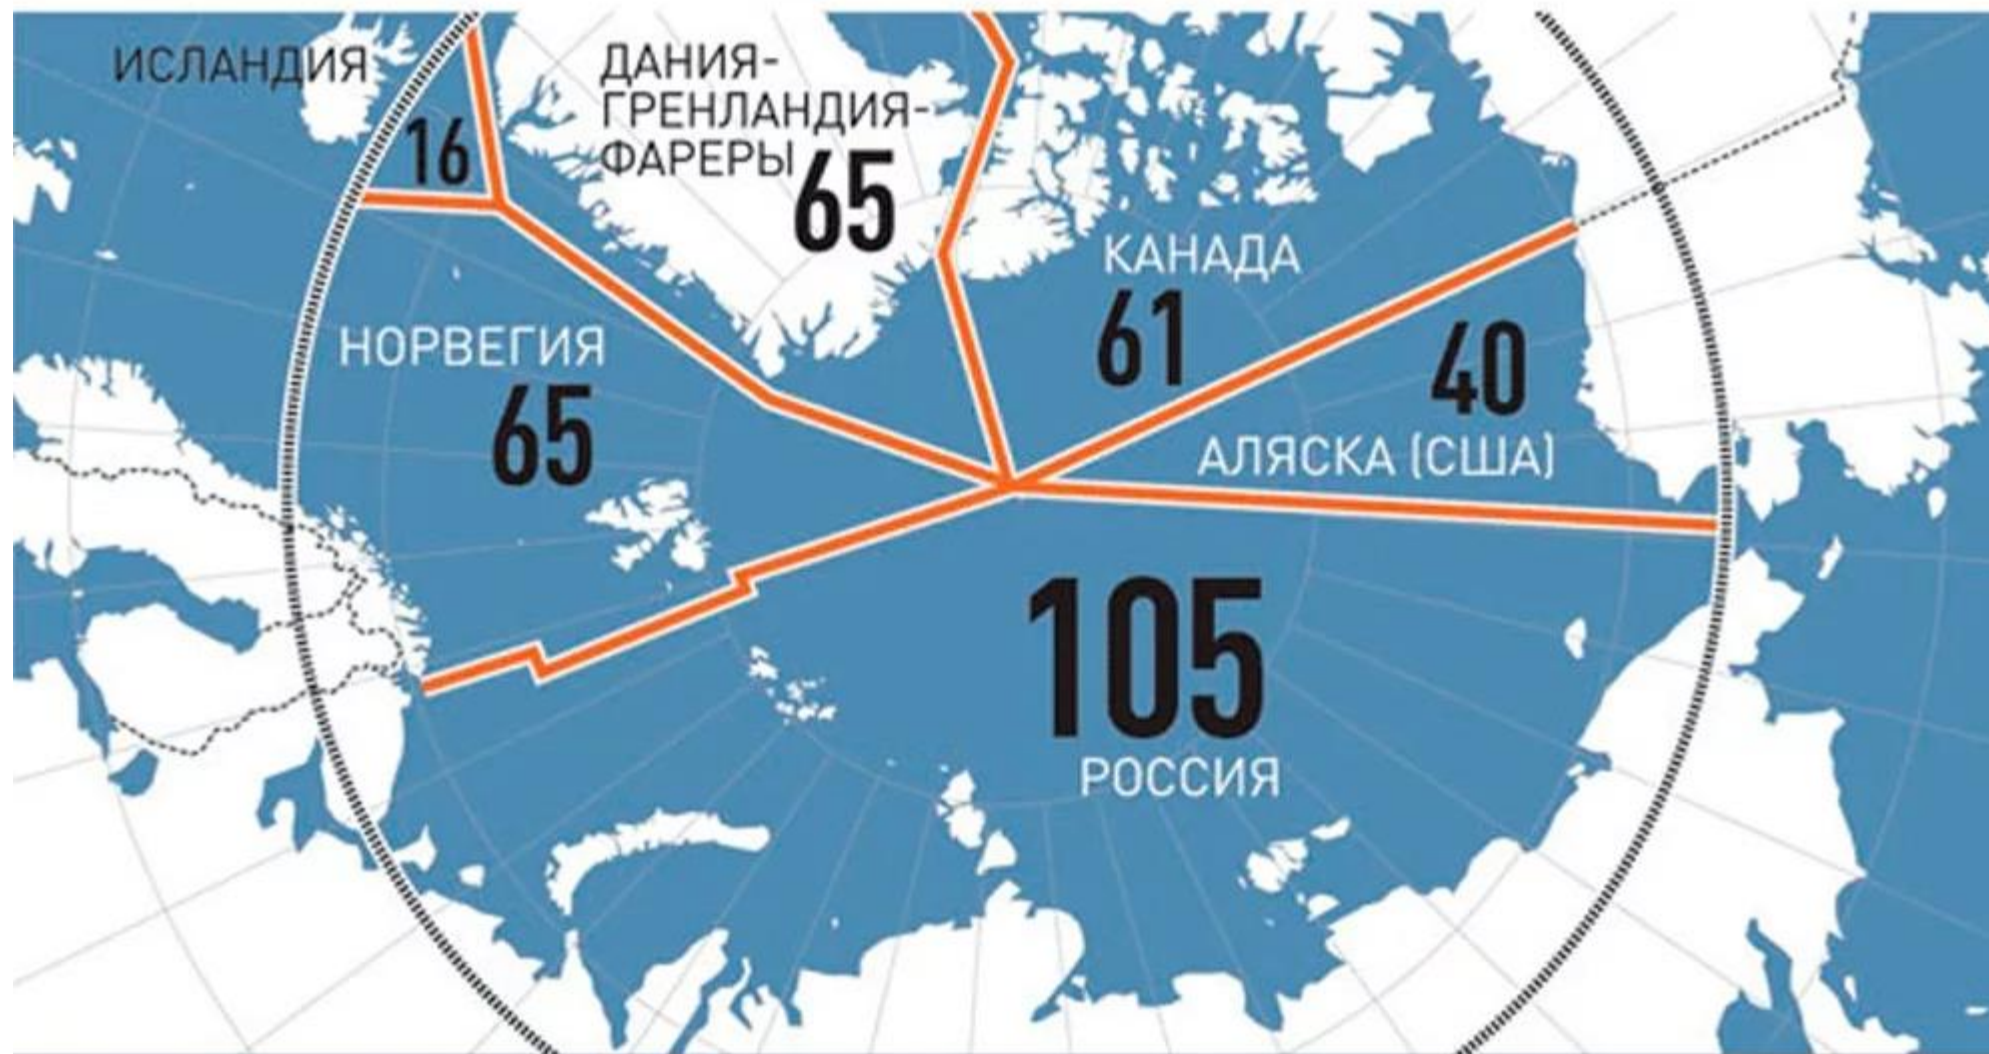 ИСЛАНДИЯ
16
ДАНИЯ-
ГРЕНЛАНДИЯ-
ФАРЕРЫ 65
КАНАДА
61
НОРВЕГИЯ
65
40
АЛЯСКА (США)
105
РОССИЯ